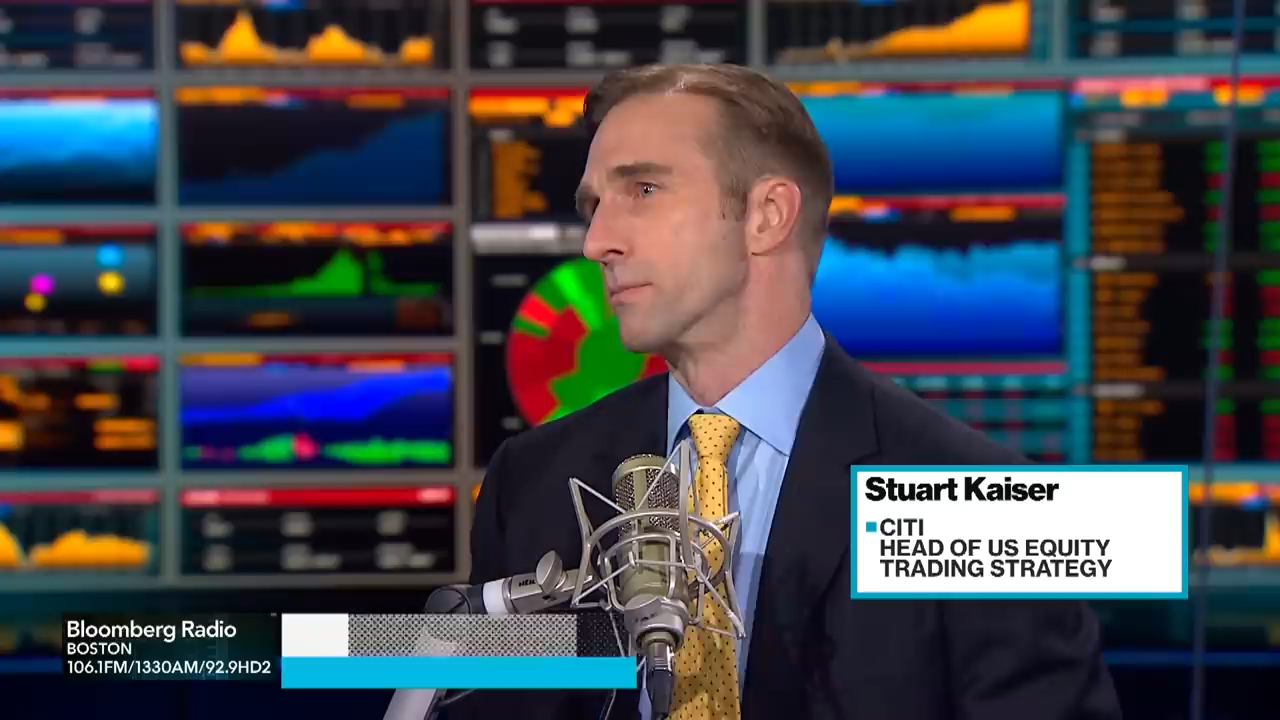 Stuart Kaiser
CITI
HEAD OF US EQUITY
TRADING STRATEGY
Bloomberg Radio
BOSTON
106.1FM/1330AM/92.9HD2